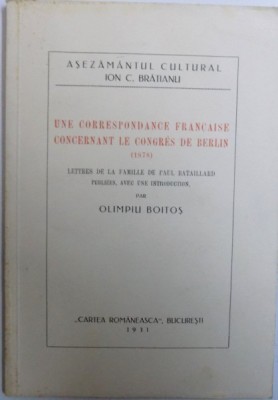 AȘEZĂMÂNTUL CULTURAL
ION C. BRĂTIANU
UNE CORRESPONDANCE FRANCAISE
CONCERNANT LE CONGRÈS DE BERLIN
(1878)
LETTRES DE LA FAMILLE DE PAUL BATAILLARD
PUBLIÉES, AVEC UNE INTRODUCTION,
PAR
OLIMPIU BOITOȘ
„CARTEA ROMÂNEASCĂ", BUCUREȘTI
1931